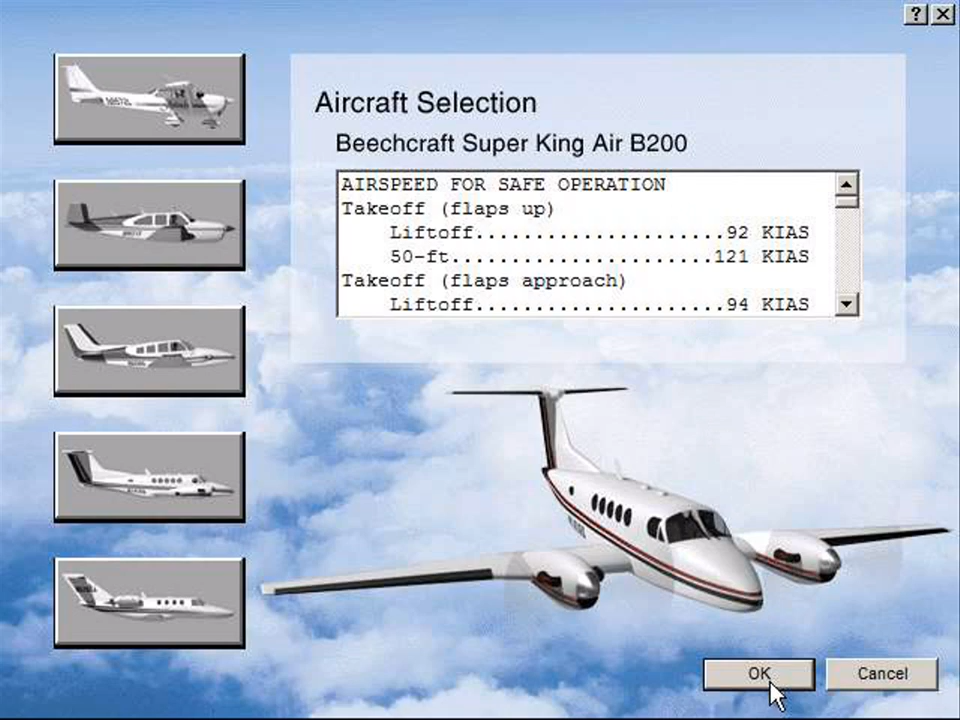 ?
Aircraft Selection
Beechcraft Super King Air B200
AIRSPEED FOR SAFE OPERATION
Takeoff (flaps up)
Liftoff.....................92 KIAS
50-ft......................121 KIAS
Takeoff (flaps approach)
Liftoff.....................94 KIAS
OK
Cancel